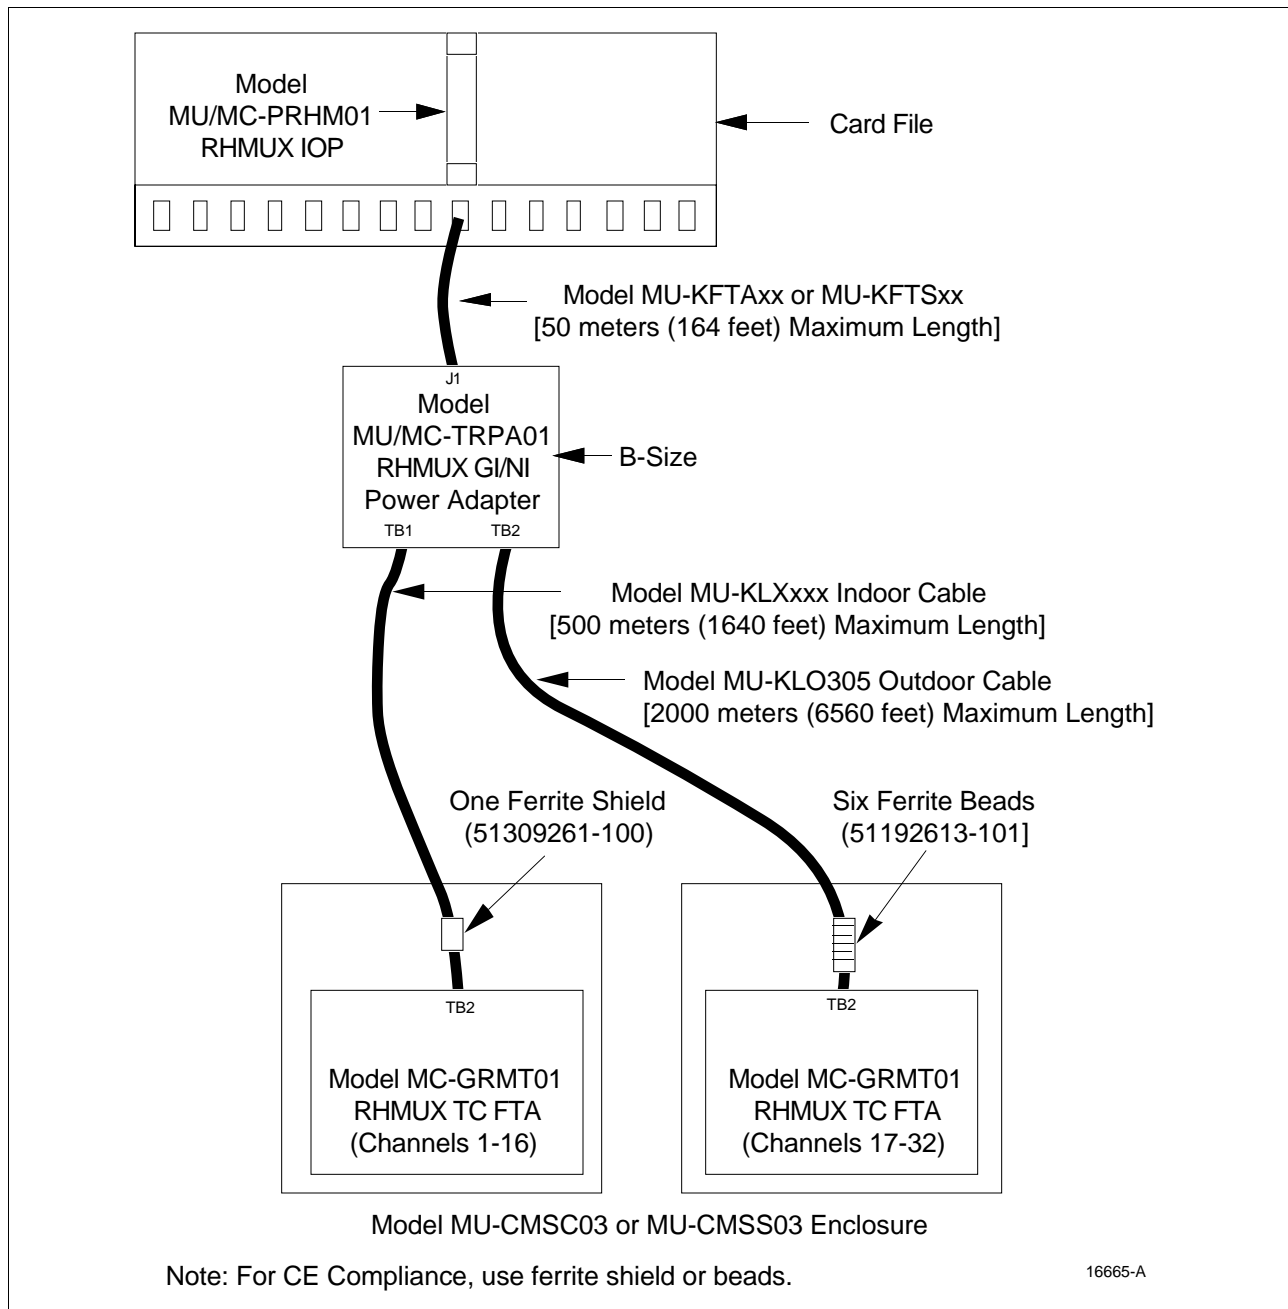 Model
MU/MC-PRHM01
RHMUX IOP
Card File
Model MU-KFTAxx or MU-KFTSxx
[50 meters (164 feet) Maximum Length]
J1
Model
MU/MC-TRPA01
RHMUX GI/NI
Power Adapter
B-Size
TB1 TB2
Model MU-KLXxxx Indoor Cable
[500 meters (1640 feet) Maximum Length]
Model MU-KLO305 Outdoor Cable
[2000 meters (6560 feet) Maximum Length]
One Ferrite Shield
(51309261-100)
Six Ferrite Beads
(51192613-101]
TB2
Model MC-GRMT01
RHMUX TC FTA
(Channels 1-16)
TB2
Model MC-GRMT01
RHMUX TC FTA
(Channels 17-32)
Model MU-CMSC03 or MU-CMSS03 Enclosure
Note: For CE Compliance, use ferrite shield or beads.
16665-A